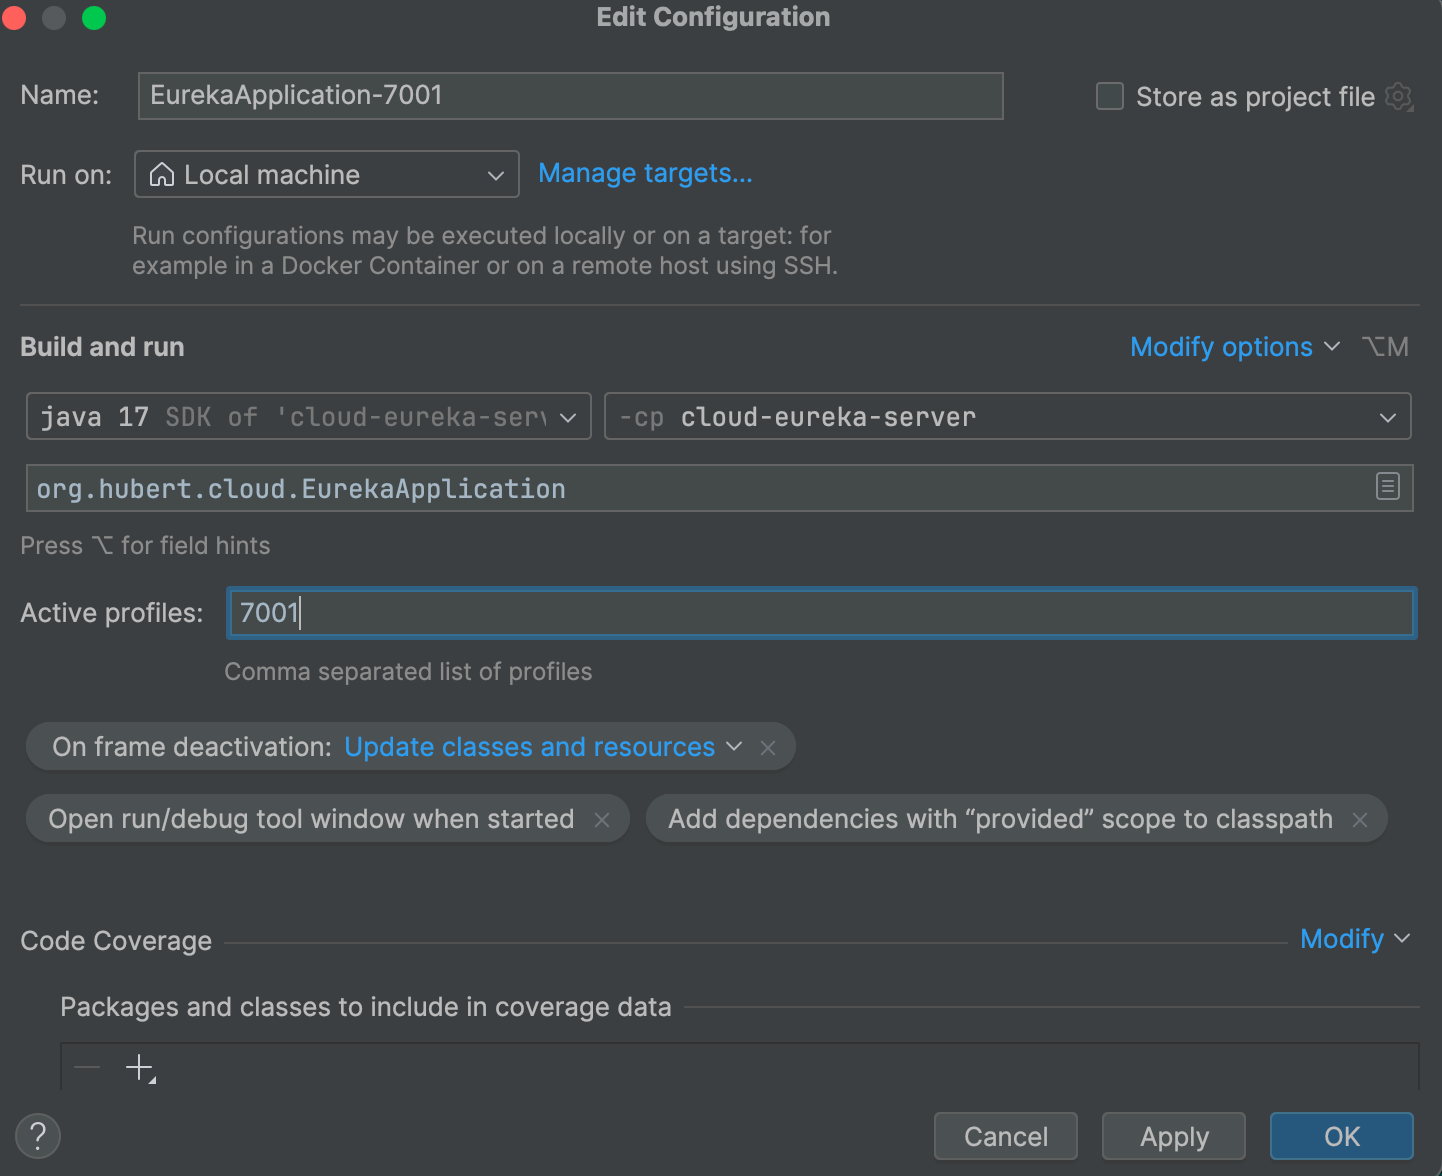 Edit Configuration
Name: EurekaApplication-7001 Store as project file
Run on: Local machine Manage targets...
Run configurations may be executed locally or on a target: for
example in a Docker Container or on a remote host using SSH.
Build and run Modify options ⌥M
java 17 SDK of 'cloud-eureka-serv -cp cloud-eureka-server
org.hubert.cloud.EurekaApplication
Press ⌥ for field hints
Active profiles: 7001
Comma separated list of profiles
On frame deactivation: Update classes and resources ×
Open run/debug tool window when started × Add dependencies with “provided” scope to classpath ×
Code Coverage Modify
Packages and classes to include in coverage data
? Cancel Apply OK